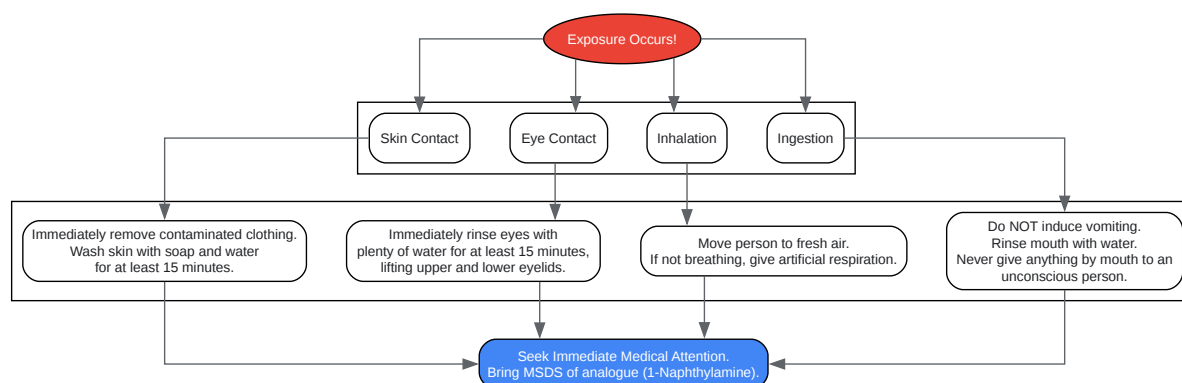 Exposure Occurs!
Skin Contact
Eye Contact
Inhalation
Ingestion
Immediately remove contaminated clothing.
Wash skin with soap and water
for at least 15 minutes.
Immediately rinse eyes with
plenty of water for at least 15 minutes,
lifting upper and lower eyelids.
Move person to fresh air.
If not breathing, give artificial respiration.
Do NOT induce vomiting.
Rinse mouth with water.
Never give anything by mouth to an
unconscious person.
Seek Immediate Medical Attention.
Bring MSDS of analogue (1-Naphthylamine).